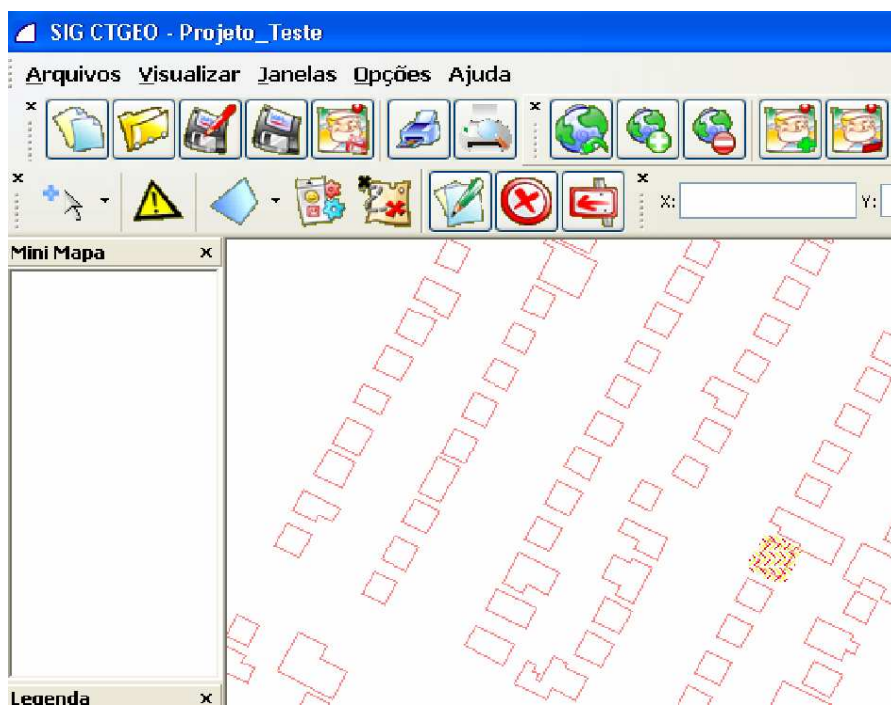 SIG CTGEO - Projeto_Teste
Arquivos Visualizar Janelas Opções Ajuda
X: Y:
Mini Mapa
Legenda